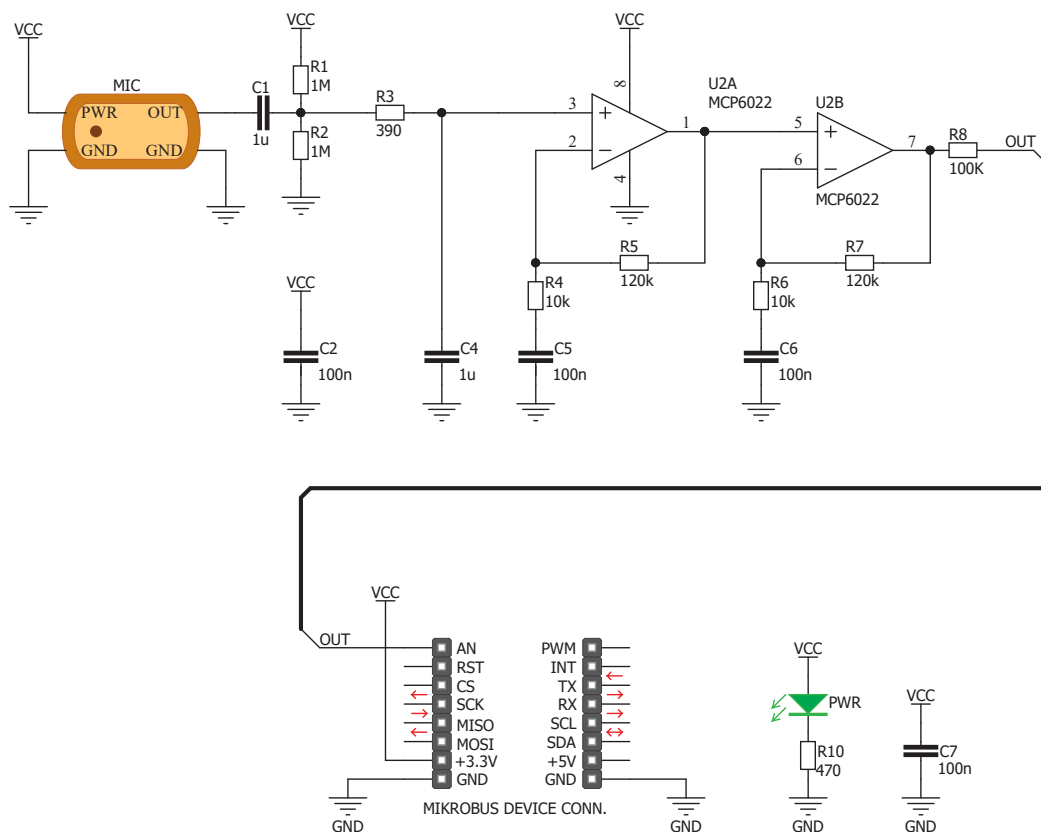 VCC
VCC
VCC
MIC
PWR
OUT
GND
GND
C1
1u
R1
1M
R2
1M
R3
390
3
2
8
4
1
U2A
MCP6022
U2B
5
6
7
MCP6022
R8
100K
OUT
R5
120k
R4
10k
R7
120k
R6
10k
VCC
C2
100n
C4
1u
C5
100n
C6
100n
VCC
OUT
AN
RST
CS
SCK
MISO
MOSI
+3.3V
GND
PWM
INT
TX
RX
SCL
SDA
+5V
GND
MIKROBUS DEVICE CONN.
GND
GND
VCC
PWR
R10
470
GND
VCC
C7
100n
GND